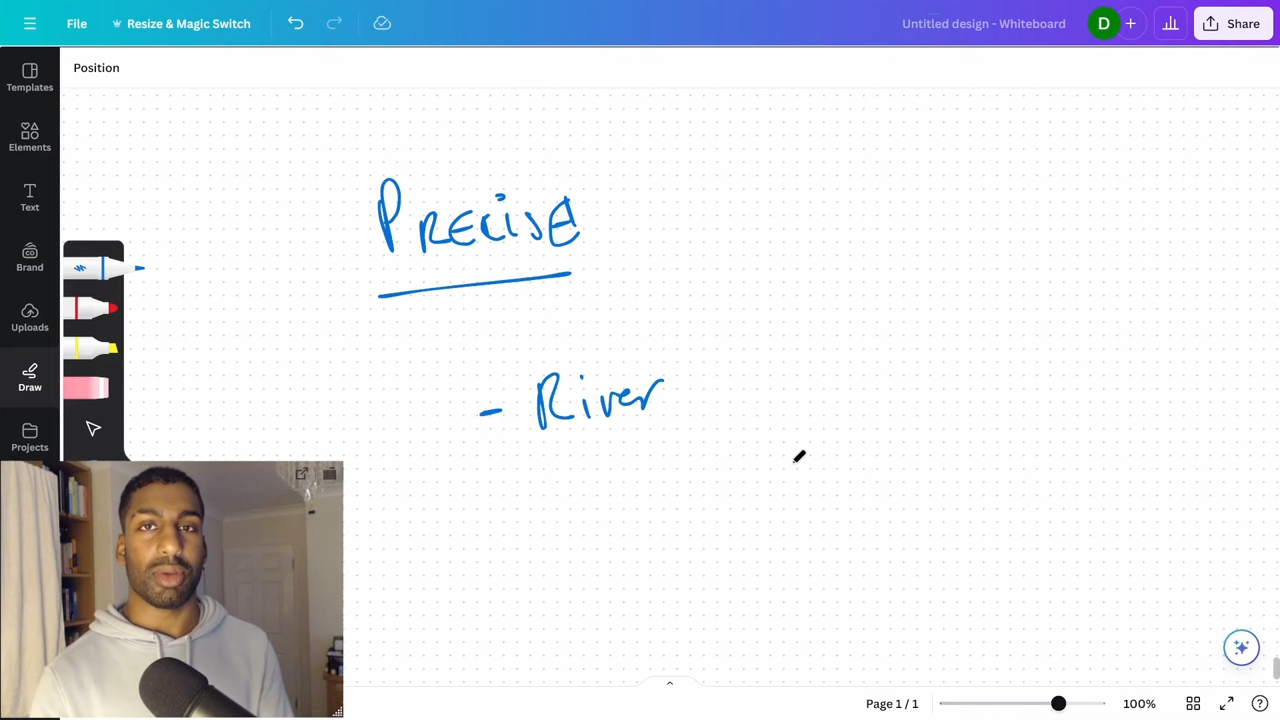 File
Resize & Magic Switch
Untitled design - Whiteboard
D
Share
Position
Templates
Elements
T
Text
Brand
Uploads
Draw
Projects
PRECISE
- River
Page 1 / 1
100%